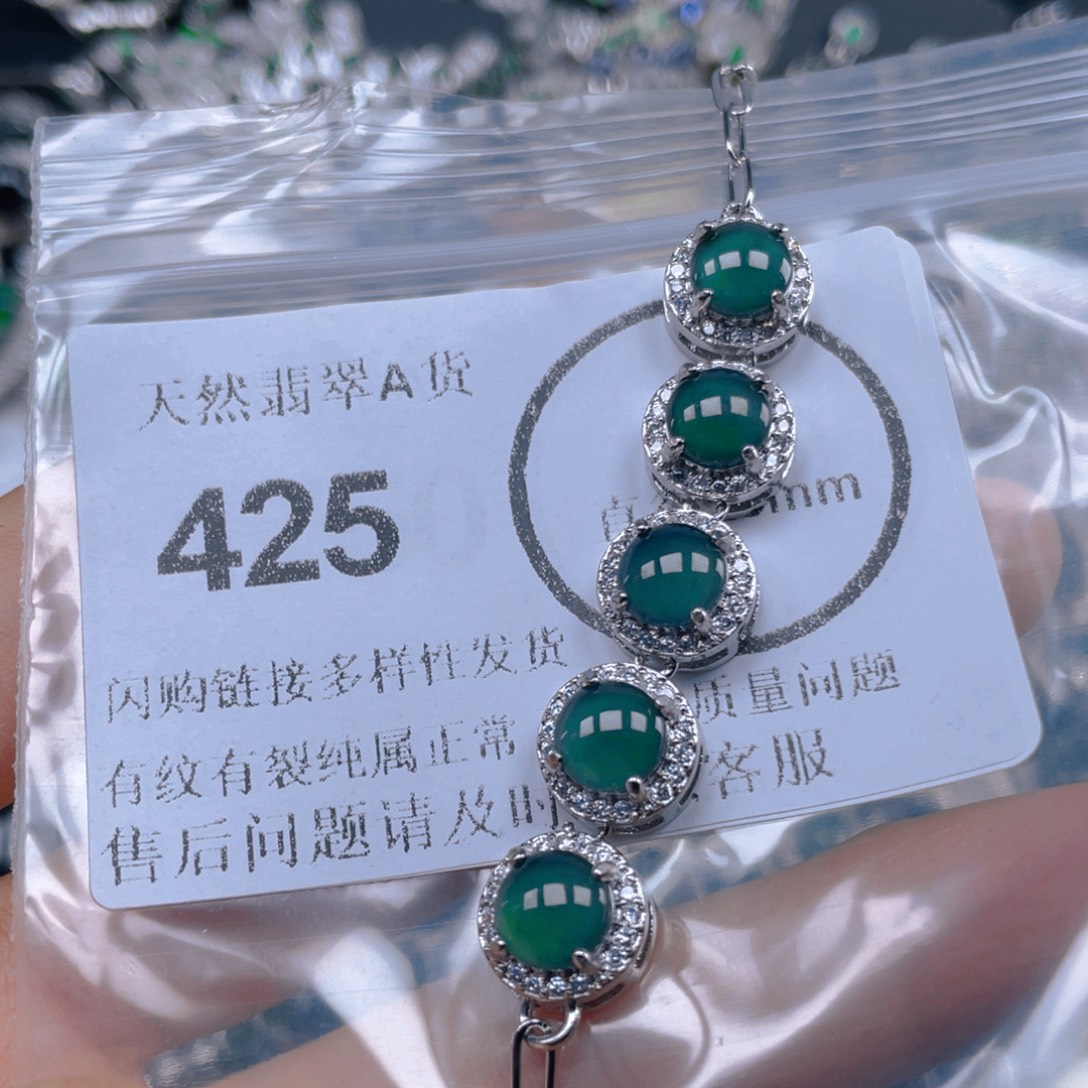 天然翡翠A货
425
mm
闪购链接多样性发货
有纹有裂纯属正常 质量问题
售后问题请及时 客服